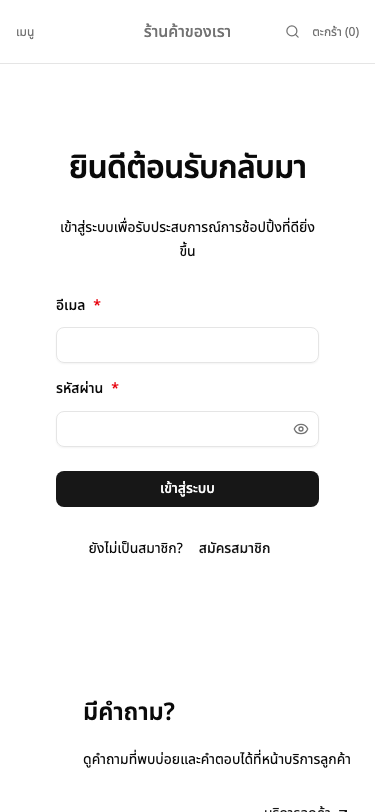 เมนู
ร้านค้าของเรา
ตะกร้า (0)
ยินดีต้อนรับกลับมา
เข้าสู่ระบบเพื่อรับประสบการณ์การช้อปปิ้งที่ดียิ่ง
ขึ้น
อีเมล *
รหัสผ่าน *
เข้าสู่ระบบ
ยังไม่เป็นสมาชิก? สมัครสมาชิก
มีคำถาม?
ดูคำถามที่พบบ่อยและคำตอบได้ที่หน้าบริการลูกค้า